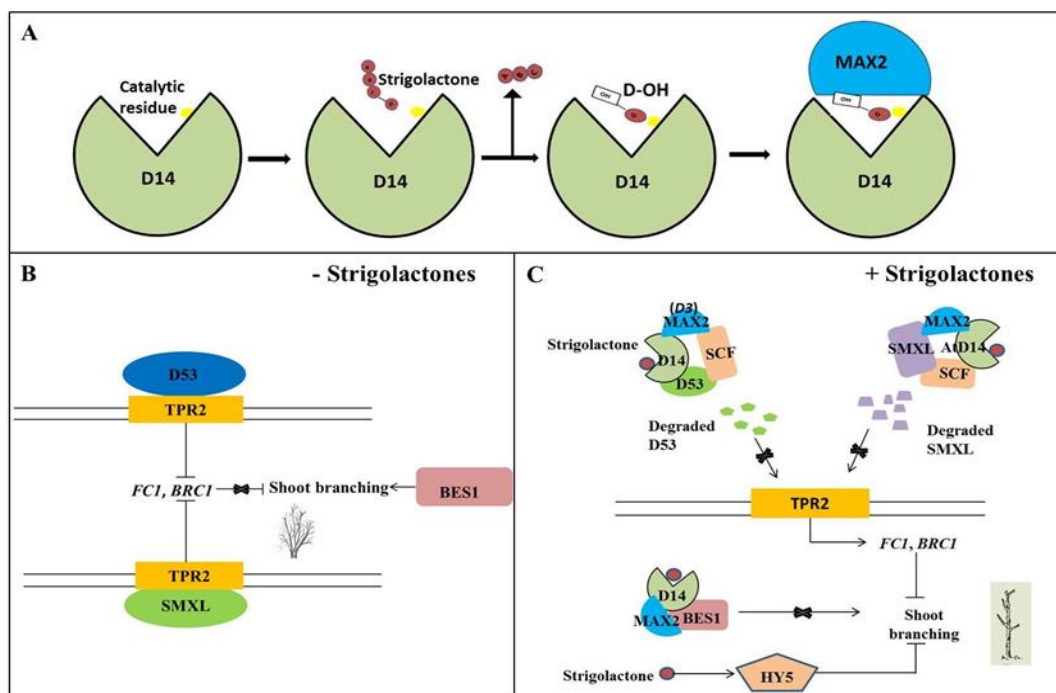 A
Catalytic
residue
D14
Strigolactone
D14
D-OH
OH
D
D14
MAX2
OH
D
D14
B
- Strigolactones
D53
TPR2
FC1, BRC1
Shoot branching
BES1
TPR2
SMXL
C
+ Strigolactones
(D3)
MAX2
Strigolactone
D14
SCF
D53
Degraded
D53
MAX2
SMXL
AtD14
SCF
Degraded
SMXL
TPR2
FC1, BRC1
D14
MAX2
BES1
Shoot
branching
Strigolactone
HY5